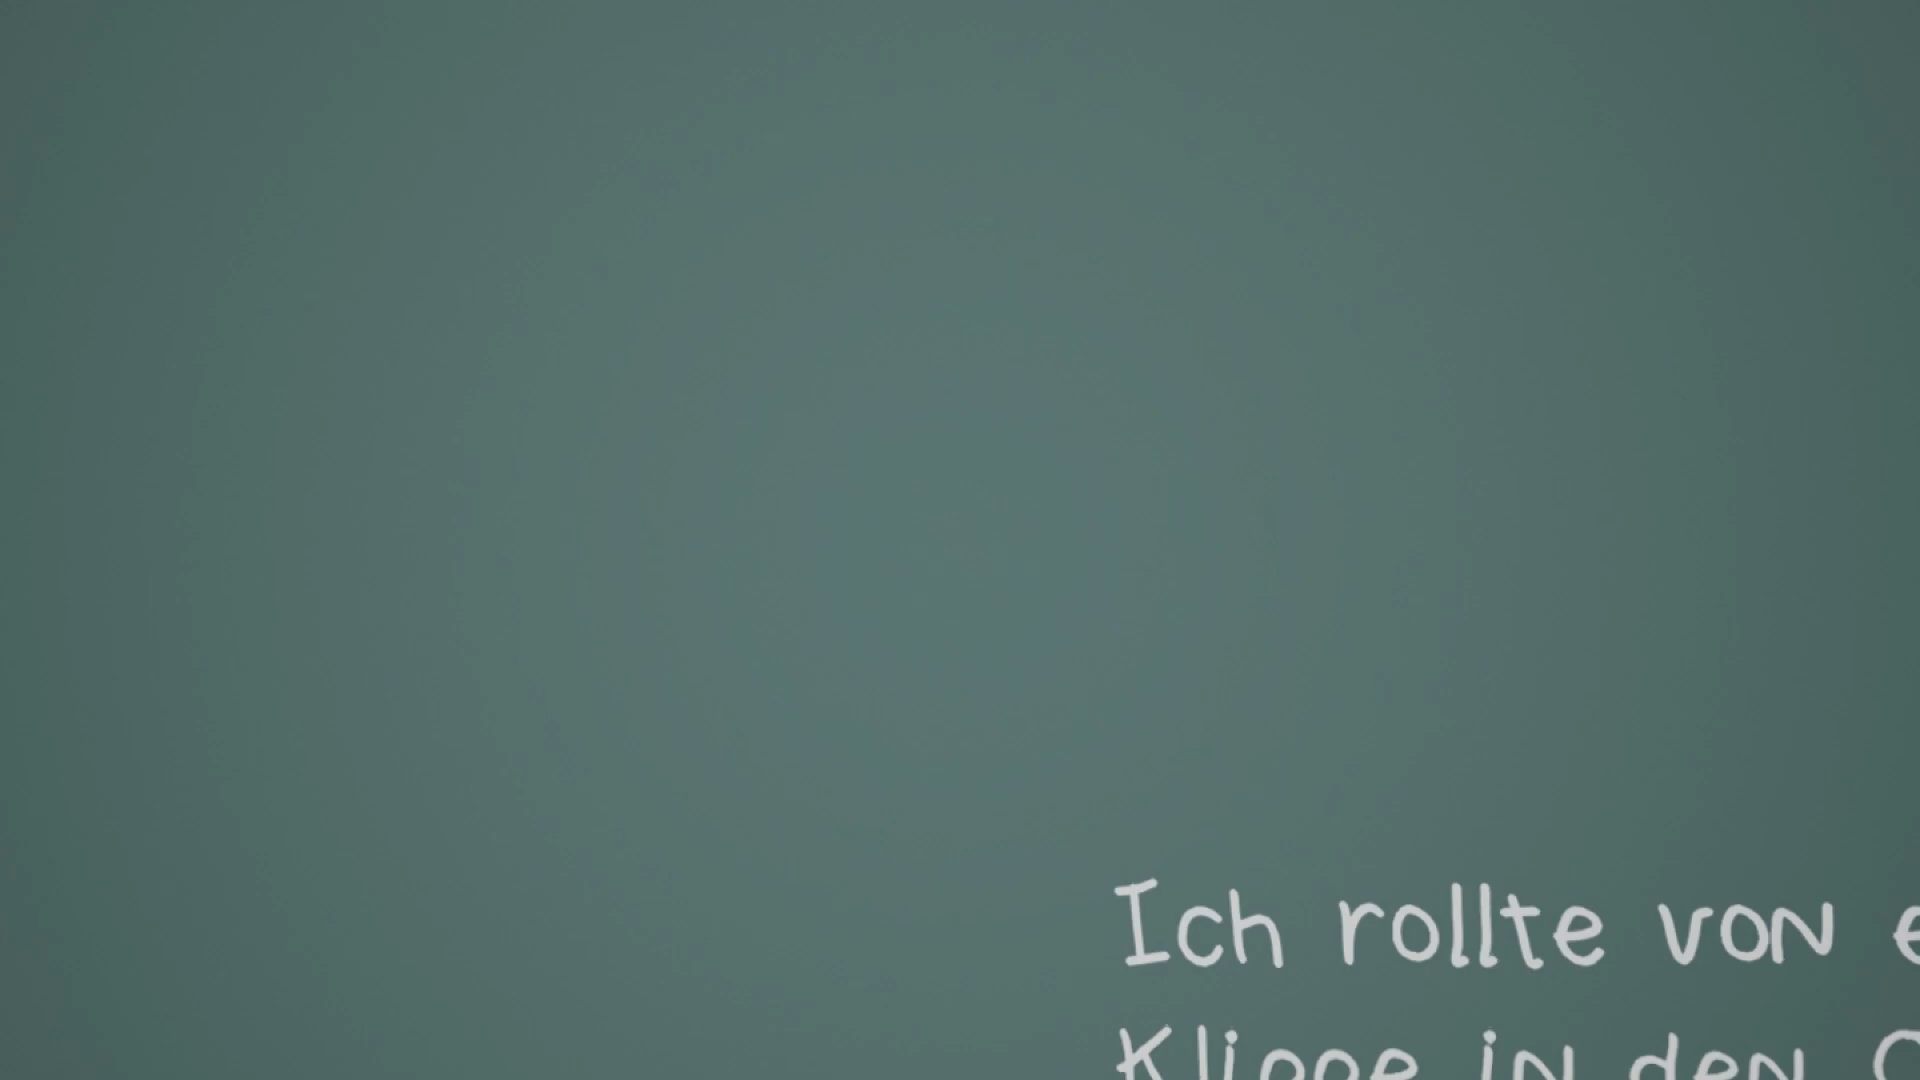 Ich rollte von
Klippe in den